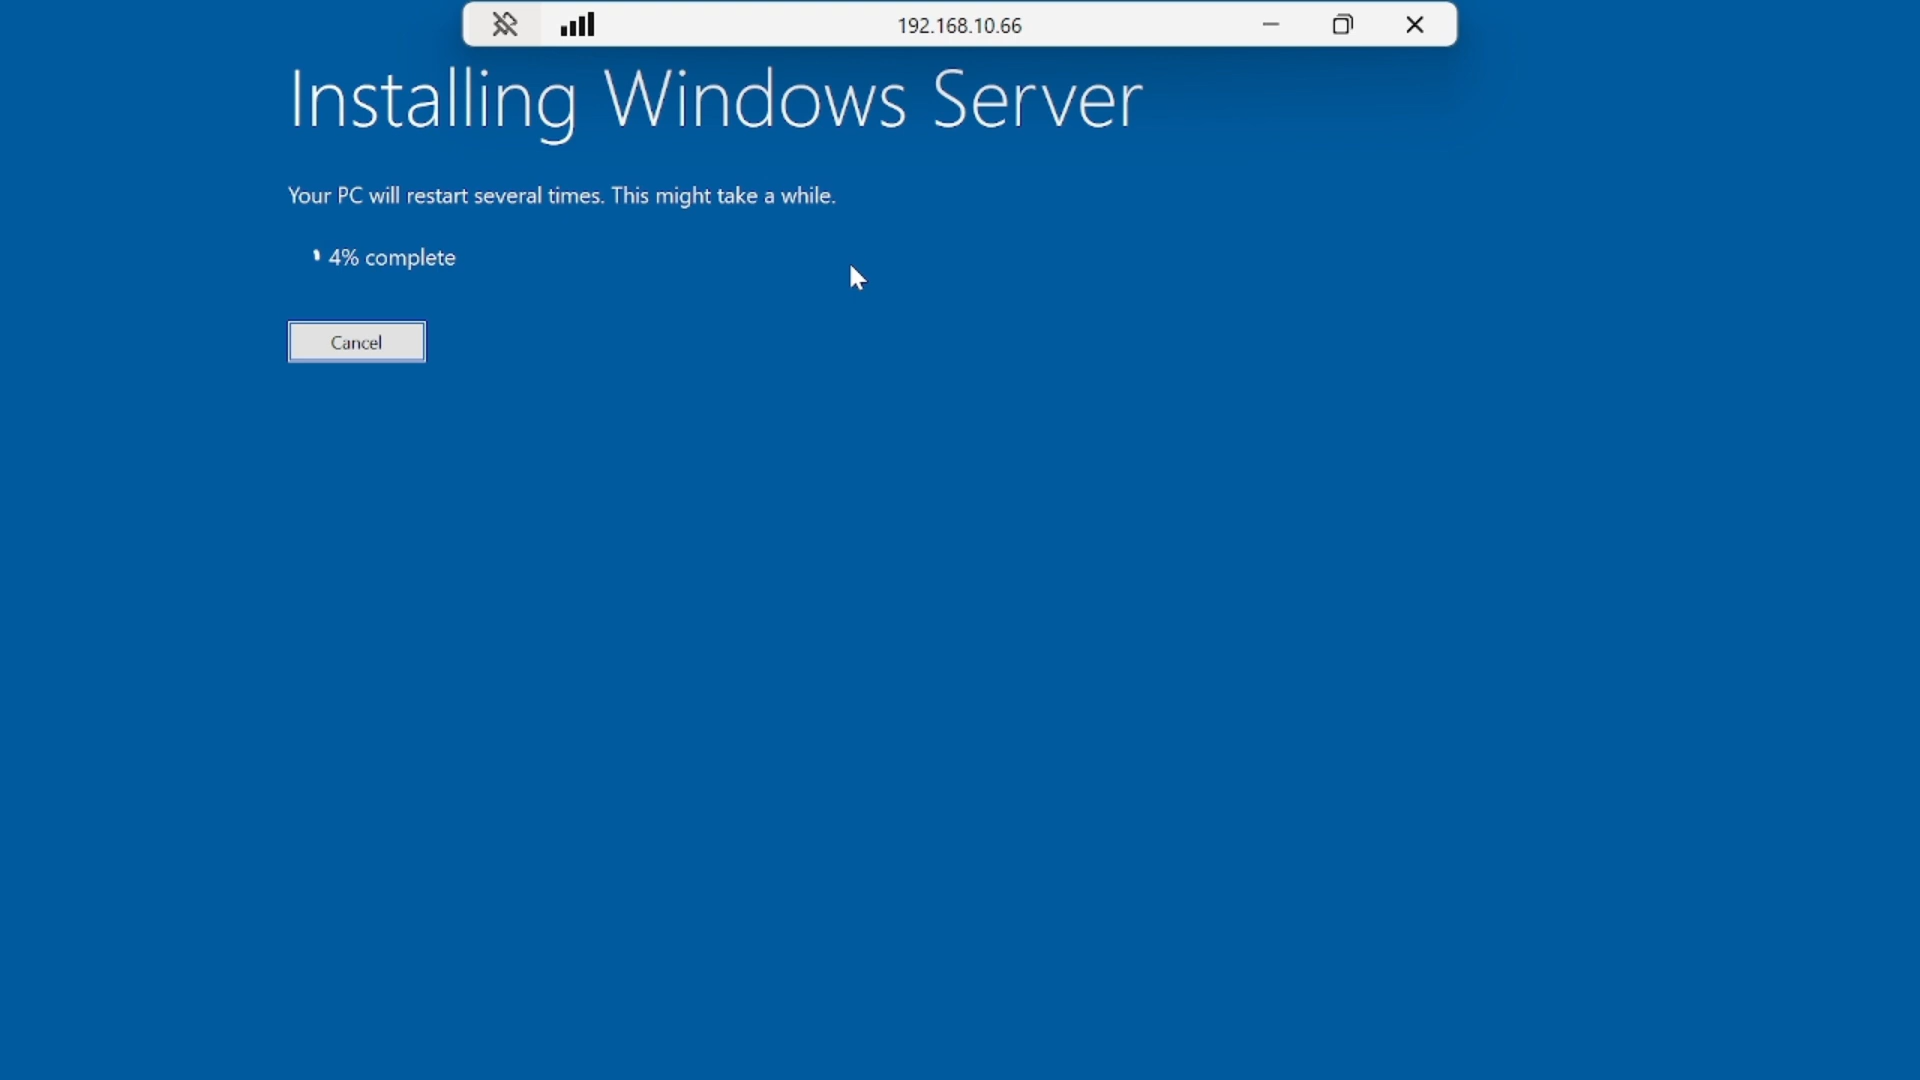 192.168.10.66
Installing Windows Server
Your PC will restart several times. This might take a while.
4% complete
Cancel